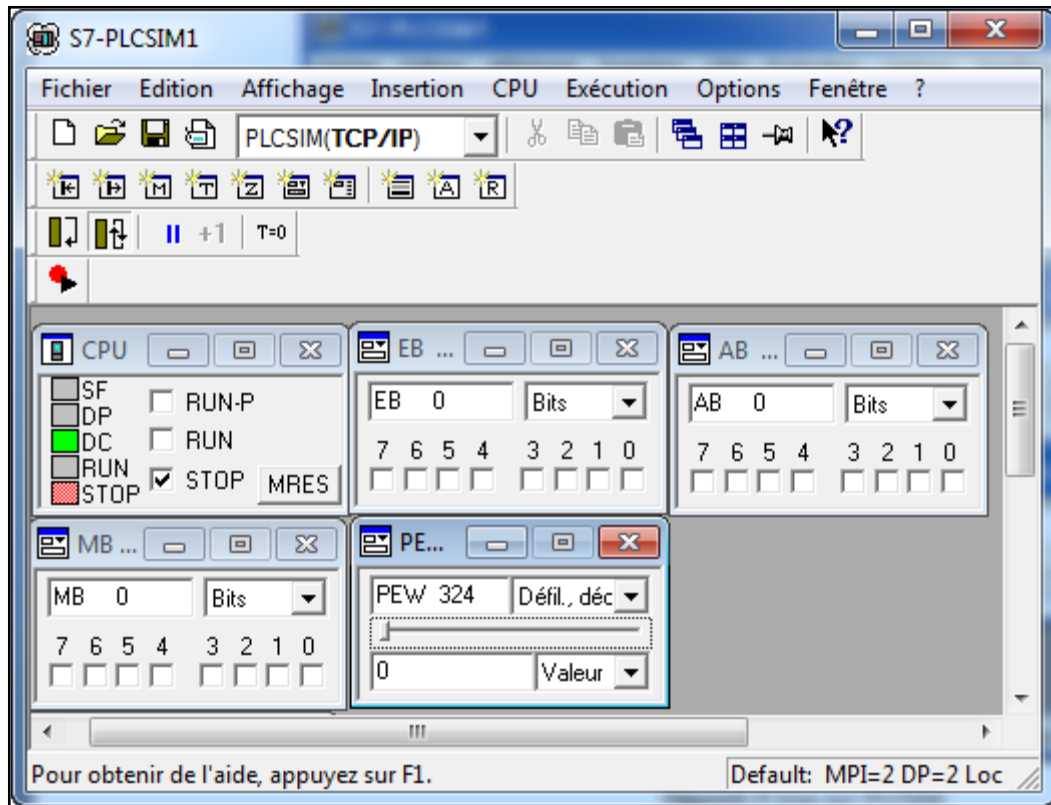 S7-PLCSIM1
Fichier Edition Affichage Insertion CPU Exécution Options Fenêtre ?
PLCSIM(TCP/IP)
M T Z A R
+1 T=0
CPU
SF
DP
DC
RUN
STOP
RUN-P
RUN
STOP
MRES
EB ...
EB 0 Bits
7 6 5 4 3 2 1 0
AB ...
AB 0 Bits
7 6 5 4 3 2 1 0
MB ...
MB 0 Bits
7 6 5 4 3 2 1 0
PE...
PEW 324 Défil., déc
0 Valeur
Pour obtenir de l'aide, appuyez sur F1.
Default: MPI=2 DP=2 Loc